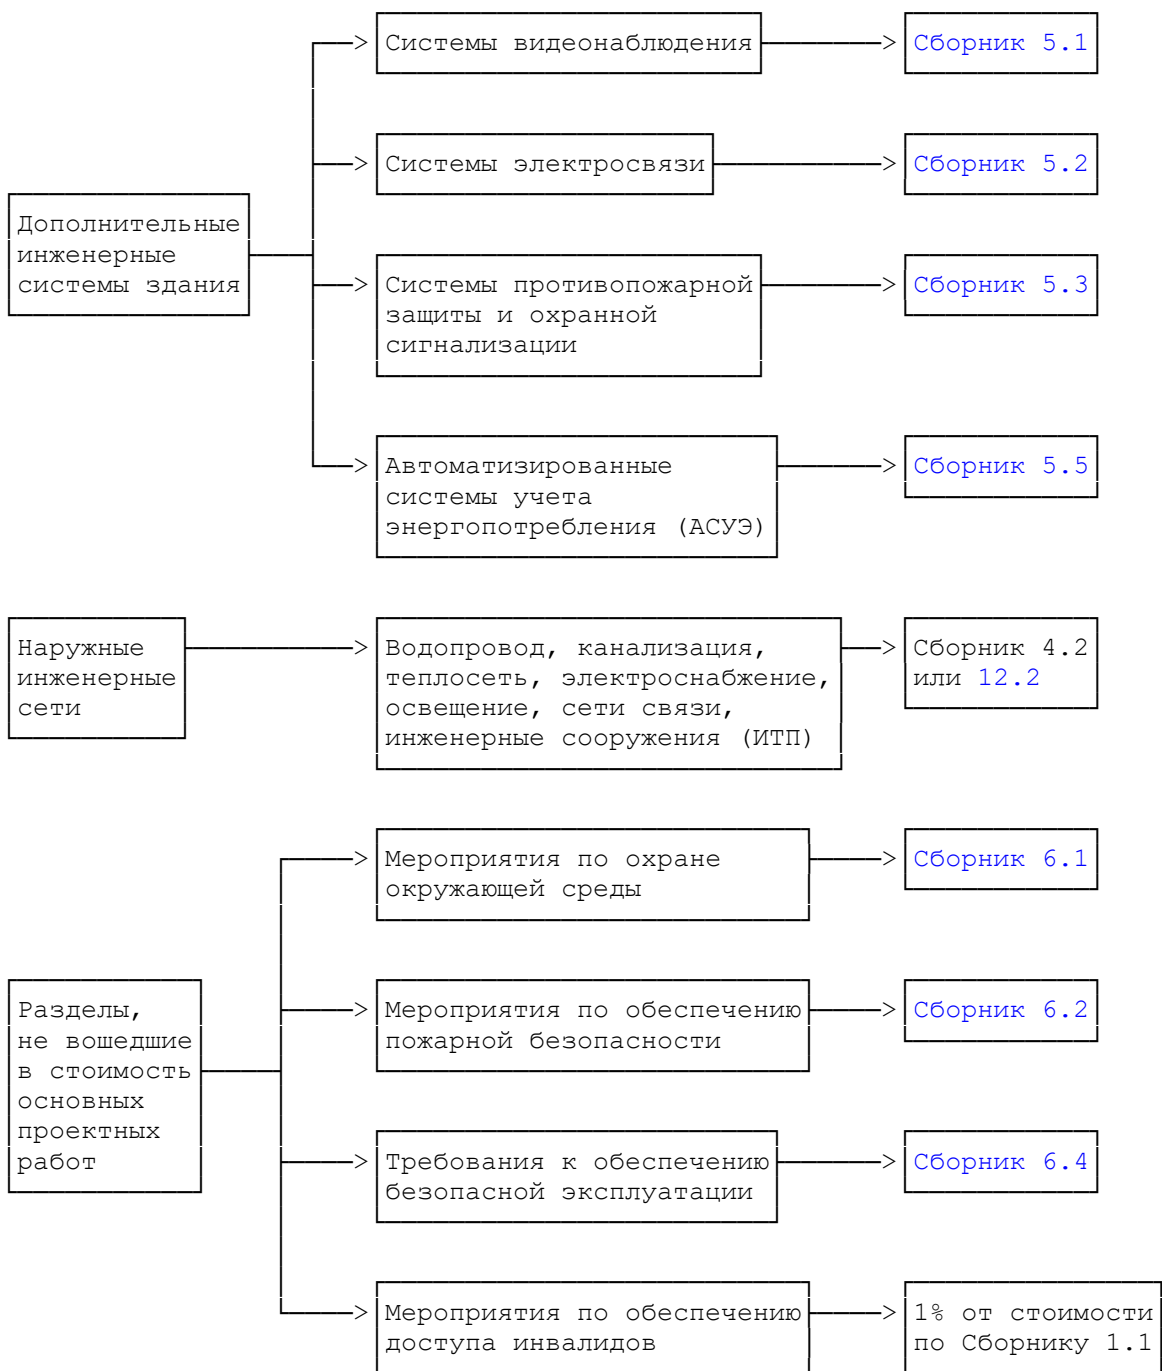 Системы видеонаблюдения
Сборник 5.1
Системы электросвязи
Сборник 5.2
Дополнительные
инженерные
системы здания
Системы противопожарной
защиты и охранной
сигнализации
Сборник 5.3
Автоматизированные
системы учета
энергопотребления (АСУЭ)
Сборник 5.5
Наружные
инженерные
сети
Водопровод, канализация,
теплосеть, электроснабжение,
освещение, сети связи,
инженерные сооружения (ИТП)
Сборник 4.2
или 12.2
Мероприятия по охране
окружающей среды
Сборник 6.1
Разделы,
не вошедшие
в стоимость
основных
проектных
работ
Мероприятия по обеспечению
пожарной безопасности
Сборник 6.2
Требования к обеспечению
безопасной эксплуатации
Сборник 6.4
Мероприятия по обеспечению
доступа инвалидов
1% от стоимости
по Сборнику 1.1